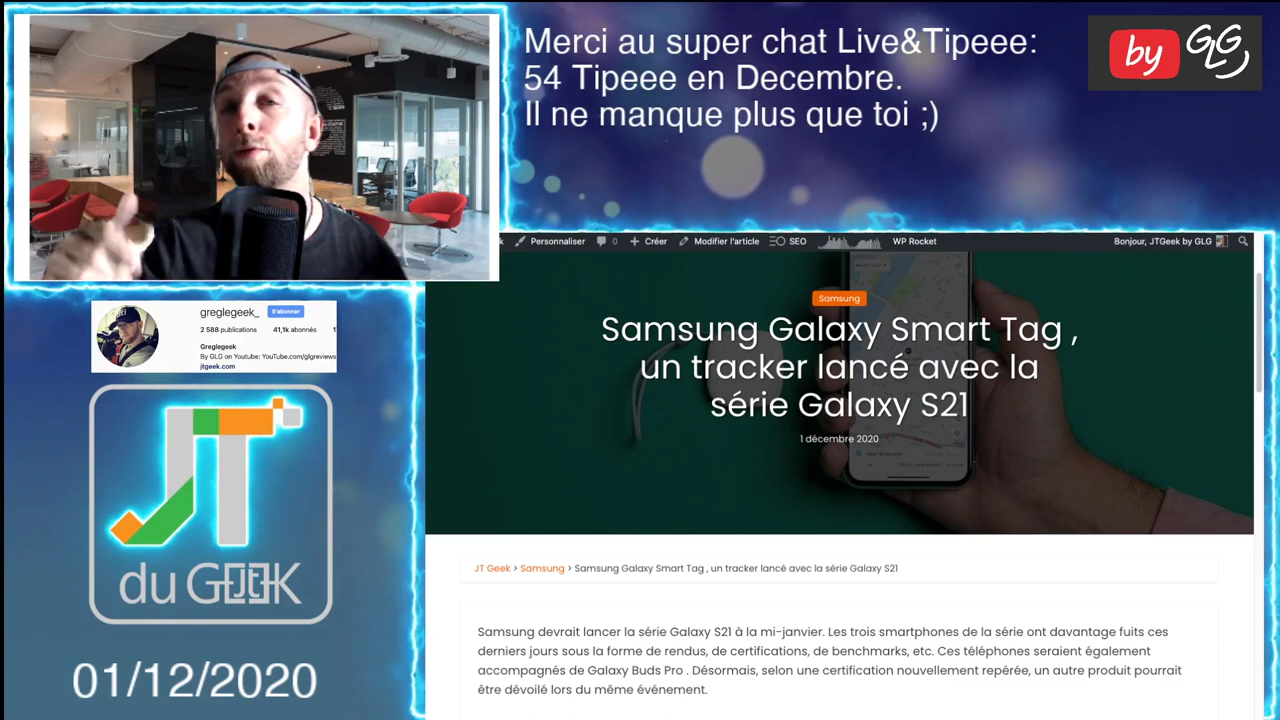 Merci au super chat Live&Tipeee:
54 Tipeee en Decembre.
Il ne manque plus que toi ;)
by GLG
Personnaliser 0 Créer Modifier l'article SEO WP Rocket Bonjour, JTGeek by GLG
greglegeek_ S'abonner
2 588 publications 41,1k abonnés 1
Greglegeek
By GLG on Youtube: YouTube.com/glgreviews
jtgeek.com
Samsung
Samsung Galaxy Smart Tag ,
un tracker lancé avec la
série Galaxy S21
1 décembre 2020
JT
du GEEK
01/12/2020
JT Geek > Samsung > Samsung Galaxy Smart Tag , un tracker lancé avec la série Galaxy S21
Samsung devrait lancer la série Galaxy S21 à la mi-janvier. Les trois smartphones de la série ont davantage fuits ces
derniers jours sous la forme de rendus, de certifications, de benchmarks, etc. Ces téléphones seraient également
accompagnés de Galaxy Buds Pro . Désormais, selon une certification nouvellement repérée, un autre produit pourrait
être dévoilé lors du même événement.